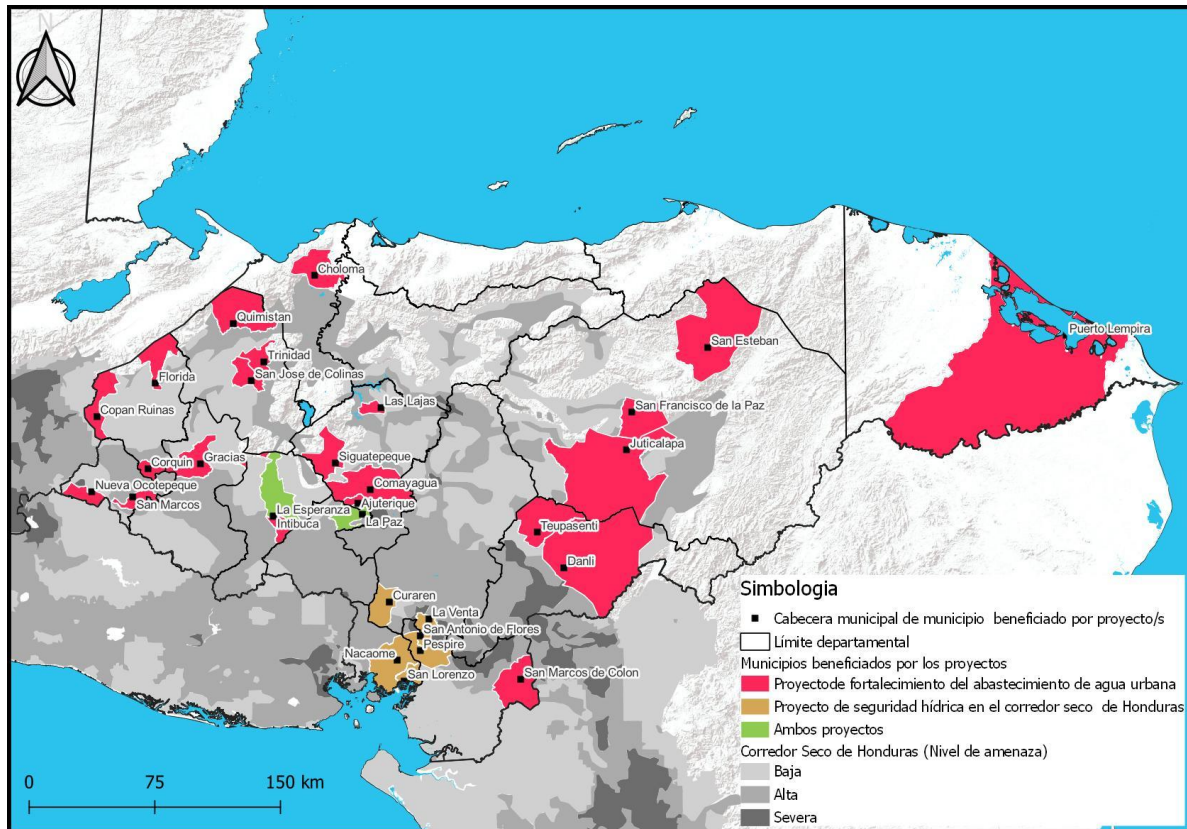 N
Choloma
Quimistan
Trinidad
San Jose de Colinas
Florida
Copan Ruinas
Las Lajas
San Esteban
Puerto Lempira
San Francisco de la Paz
Juticalapa
Siguatepeque
Gracias
Corquin
Comayagua
Nueva Ocotepeque
San Marcos
Ajuterique
La Esperanza
Intibuca
La Paz
Teupasenti
Danli
Curaren
La Venta
San Antonio de Flores
Pespire
Nacaome
San Lorenzo
San Marcos de Colon
Simbologia
Cabecera municipal de municipio beneficiado por proyecto/s
Límite departamental
Municipios beneficiados por los proyectos
Proyectode fortalecimiento del abastecimiento de agua urbana
Proyecto de seguridad hídrica en el corredor seco de Honduras
Ambos proyectos
Corredor Seco de Honduras (Nivel de amenaza)
Baja
Alta
Severa
0 75 150 km